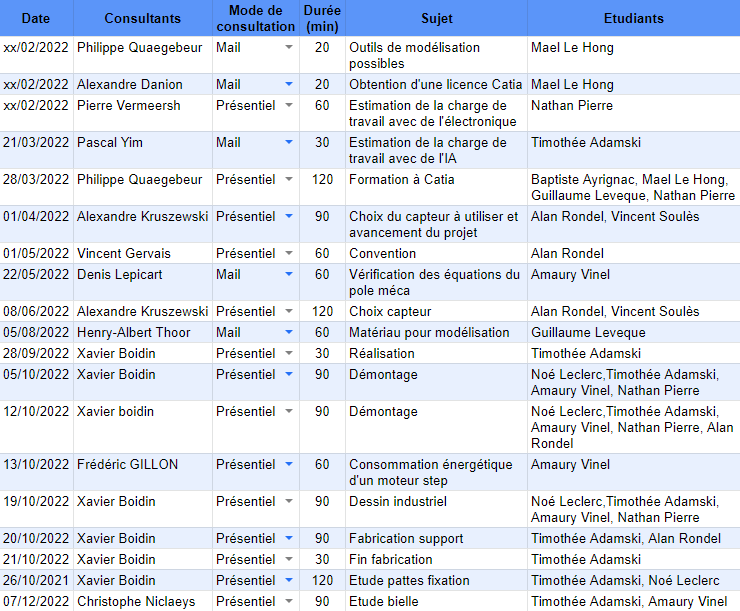 Date Consultants Mode de consultation Durée (min) Sujet Etudiants
xx/02/2022 Philippe Quaegebeur Mail 20 Outils de modélisation possibles Mael Le Hong
xx/02/2022 Alexandre Danion Mail 20 Obtention d'une licence Catia Mael Le Hong
xx/02/2022 Pierre Vermeersh Présentiel 60 Estimation de la charge de travail avec de l'électronique Nathan Pierre
21/03/2022 Pascal Yim Mail 30 Estimation de la charge de travail avec de l'IA Timothée Adamski
28/03/2022 Philippe Quaegebeur Présentiel 120 Formation à Catia Baptiste Ayrignac, Mael Le Hong, Guillaume Leveque, Nathan Pierre
01/04/2022 Alexandre Kruszewski Présentiel 90 Choix du capteur à utiliser et avancement du projet Alan Rondel, Vincent Soulès
01/05/2022 Vincent Gervais Présentiel 60 Convention Alan Rondel
22/05/2022 Denis Lepicart Mail 60 Vérification des équations du pole méca Amaury Vinel
08/06/2022 Alexandre Kruszewski Présentiel 120 Choix capteur Alan Rondel, Vincent Soulès
05/08/2022 Henry-Albert Thoor Mail 60 Matériau pour modélisation Guillaume Leveque
28/09/2022 Xavier Boidin Présentiel 30 Réalisation Timothée Adamski
05/10/2022 Xavier Boidin Présentiel 90 Démontage Noé Leclerc,Timothée Adamski, Amaury Vinel, Nathan Pierre
12/10/2022 Xavier boidin Présentiel 90 Démontage Noé Leclerc,Timothée Adamski, Amaury Vinel, Nathan Pierre, Alan Rondel
13/10/2022 Frédéric GILLON Présentiel 60 Consommation énergétique d'un moteur step Amaury Vinel
19/10/2022 Xavier Boidin Présentiel 90 Dessin industriel Noé Leclerc,Timothée Adamski, Amaury Vinel, Nathan Pierre
20/10/2022 Xavier Boidin Présentiel 90 Fabrication support Timothée Adamski, Alan Rondel
21/10/2022 Xavier Boidin Présentiel 30 Fin fabrication Timothée Adamski
26/10/2021 Xavier Boidin Présentiel 120 Etude pattes fixation Timothée Adamski, Noé Leclerc
07/12/2022 Christophe Niclaeys Présentiel 90 Etude bielle Timothée Adamski, Amaury Vinel